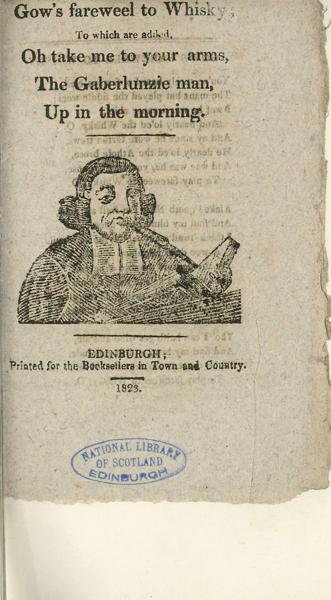 Gow's fareweel to Whisky;
To which are added,
Oh take me to your arms,
The Gaberlunzie man,
Up in the morning.
EDINBURGH;
Printed for the Booksellers in Town and Country.
1823.
NATIONAL LIBRARY
OF SCOTLAND
EDINBURGH